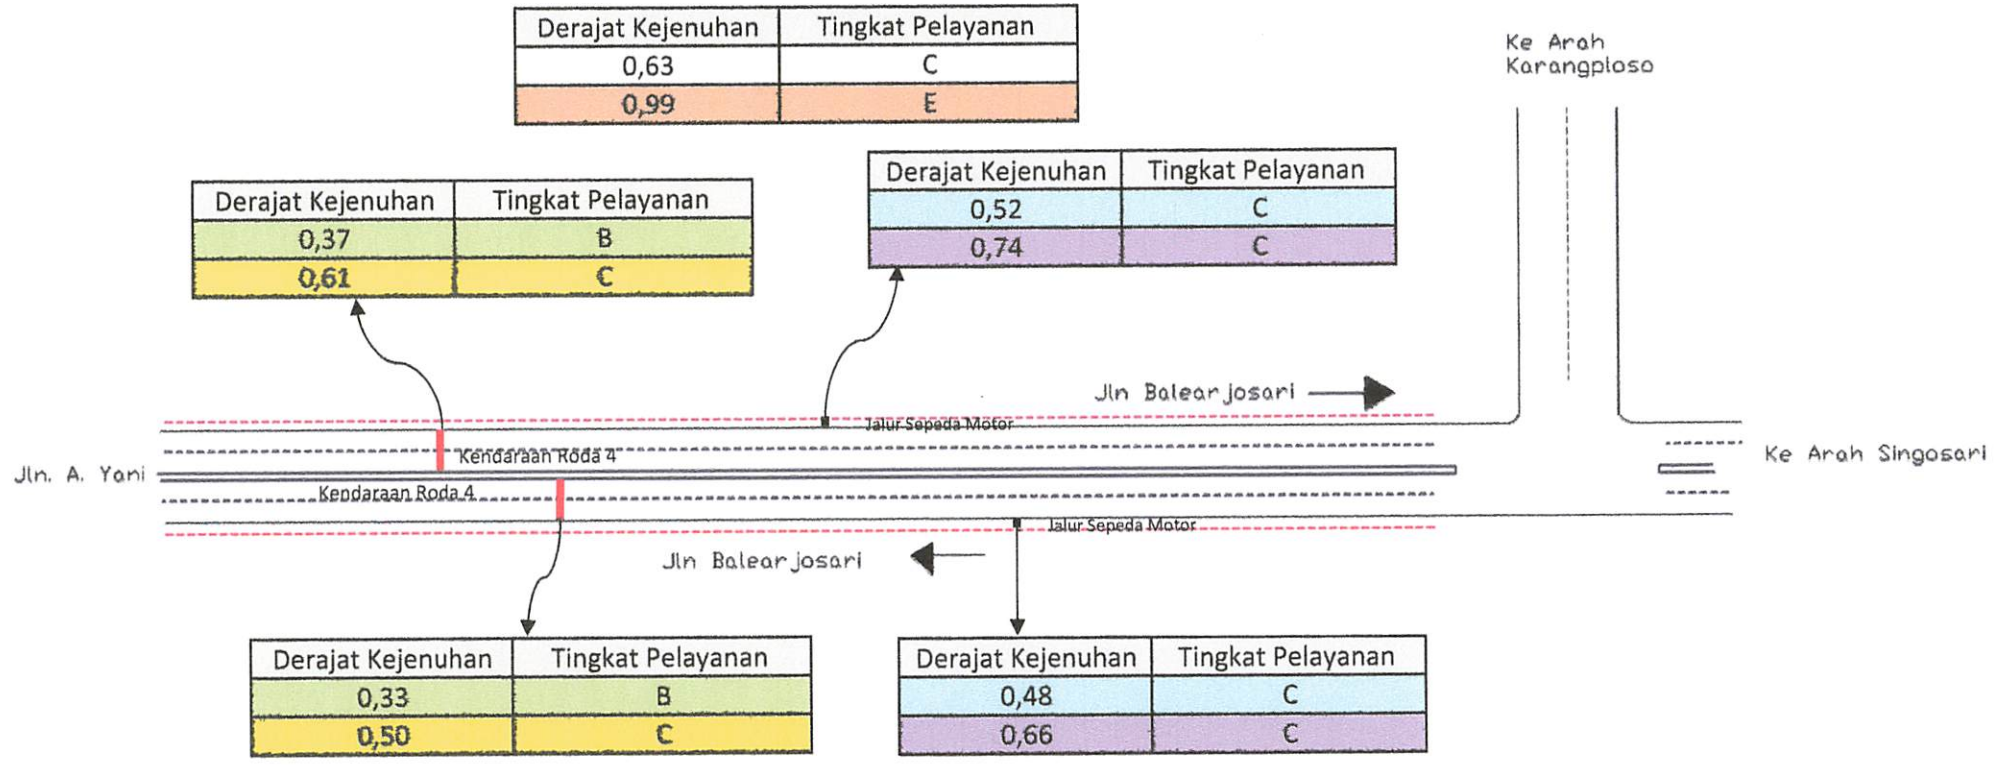 Derajat Kejenuhan Tingkat Pelayanan
0,63 C
0,99 E
Ke Arah
Karangploso
Derajat Kejenuhan Tingkat Pelayanan
0,52 C
0,74 C
Derajat Kejenuhan Tingkat Pelayanan
0,37 B
0,61 C
Jln Balearjosari
Jalur Sepeda Motor
Kendaraan Roda 4
Ke Arah Singosari
Jln. A. Yani
Kendaraan Roda 4
Jalur Sepeda Motor
Jln Balearjosari
Derajat Kejenuhan Tingkat Pelayanan
0,33 B
0,50 C
Derajat Kejenuhan Tingkat Pelayanan
0,48 C
0,66 C